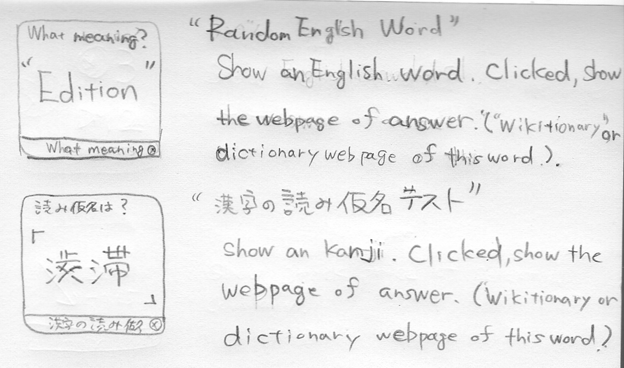 What meaning?
"Edition"
What meaning ⓧ
"Random English Word"
Show an English word. Clicked, show
the webpage of answer. ("Wikitionary" or
dictionary webpage of this word.).
読み仮名は?
「渋滞」
漢字の読み仮名 ⓧ
"漢字の読み仮名テスト"
Show an Kanji. Clicked, show the
webpage of answer. (Wikitionary or
dictionary webpage of this word?